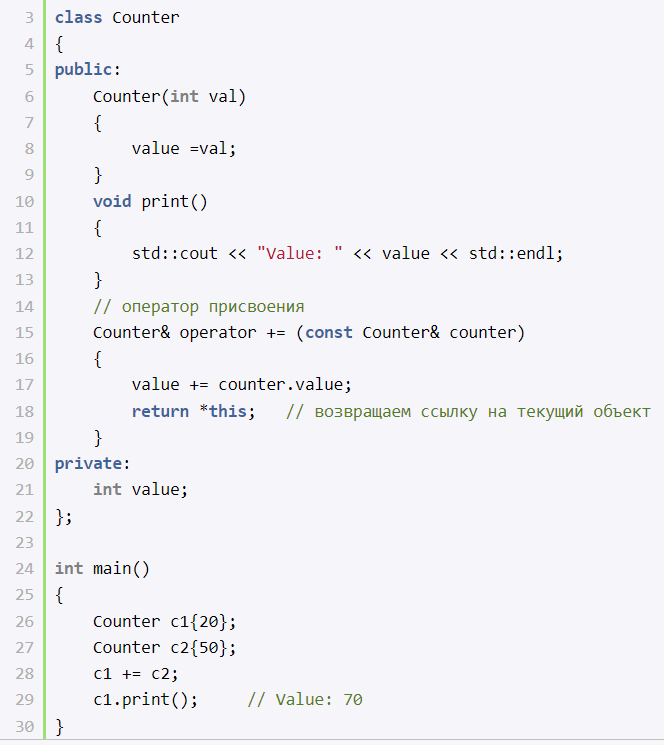 3 class Counter
4 {
5 public:
6     Counter(int val)
7     {
8         value =val;
9     }
10     void print()
11     {
12         std::cout << "Value: " << value << std::endl;
13     }
14     // оператор присвоения
15     Counter& operator += (const Counter& counter)
16     {
17         value += counter.value;
18         return *this;   // возвращаем ссылку на текущий объект
19     }
20 private:
21     int value;
22 };
23
24 int main()
25 {
26     Counter c1{20};
27     Counter c2{50};
28     c1 += c2;
29     c1.print();     // Value: 70
30 }